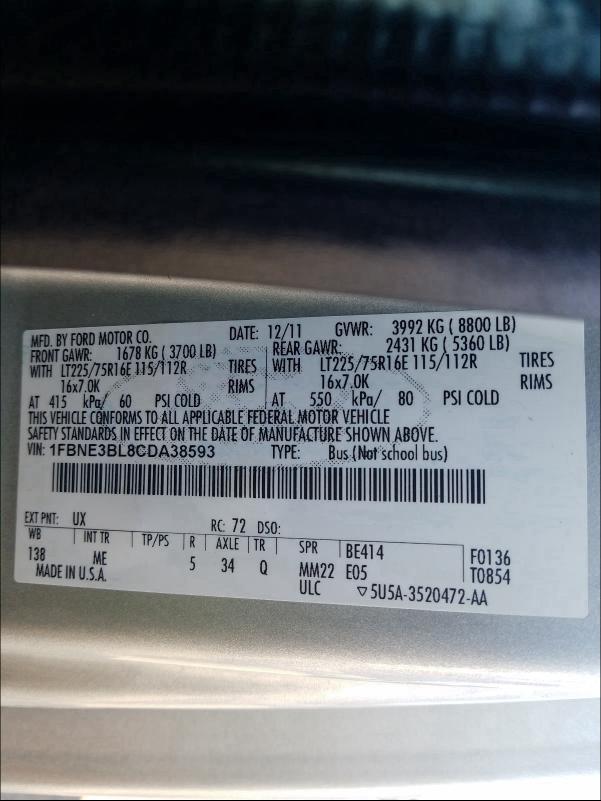 MFD. BY FORD MOTOR CO. DATE: 12/11 GVWR: 3992 KG ( 8800 LB)
FRONT GAWR: 1678 KG (3700 LB) REAR GAWR: 2431 KG ( 5360 LB)
WITH LT225/75R16E 115/112R TIRES WITH LT225/75R16E 115/112R TIRES
16x7.0K RIMS 16x7.0K RIMS
AT 415 kPa/ 60 PSI COLD AT 550 kPa/ 80 PSI COLD
THIS VEHICLE CONFORMS TO ALL APPLICABLE FEDERAL MOTOR VEHICLE
SAFETY STANDARDS IN EFFECT ON THE DATE OF MANUFACTURE SHOWN ABOVE.
VIN: 1FBNE3BL8CDA38593 TYPE: Bus (Not school bus)
EXT PNT: UX RC: 72 DSO:
WB INT TR TP/PS R AXLE TR SPR BE414 F0136
138 ME 5 34 Q MM22 E05 T0854
MADE IN U.S.A. ULC ▽5U5A-3520472-AA